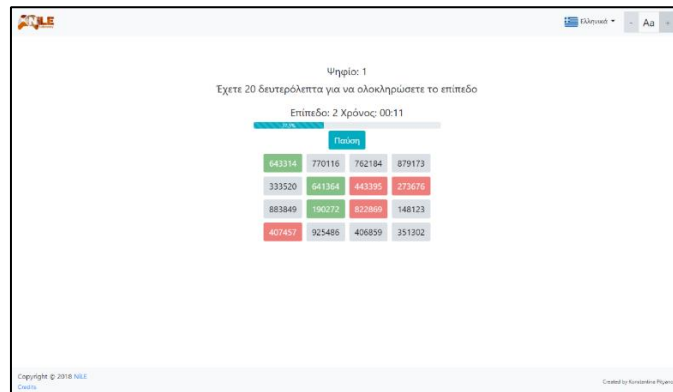 NILE
Ελληνικά
- Aa +
Ψηφίο: 1
Έχετε 20 δευτερόλεπτα για να ολοκληρώσετε το επίπεδο
Επίπεδο: 2 Χρόνος: 00:11
Παύση
643314 770116 762184 879173
333520 641364 443395 273676
883849 190272 822869 148123
407457 925486 406859 351302
Copyright © 2018 NILE
Credits
Created by Konstantina